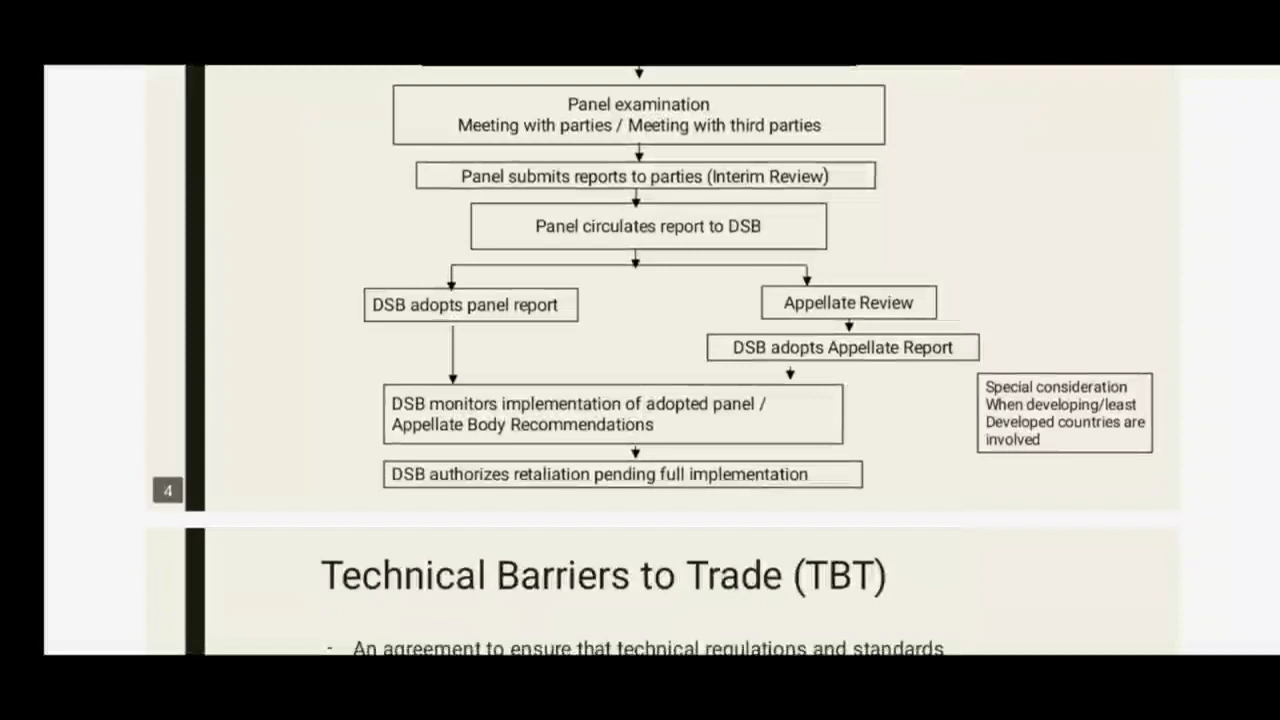 Panel examination
Meeting with parties / Meeting with third parties
Panel submits reports to parties (Interim Review)
Panel circulates report to DSB
DSB adopts panel report
Appellate Review
DSB adopts Appellate Report
Special consideration
When developing/least
Developed countries are
involved
DSB monitors implementation of adopted panel /
Appellate Body Recommendations
DSB authorizes retaliation pending full implementation
4
Technical Barriers to Trade (TBT)
- An agreement to ensure that technical regulations and standards